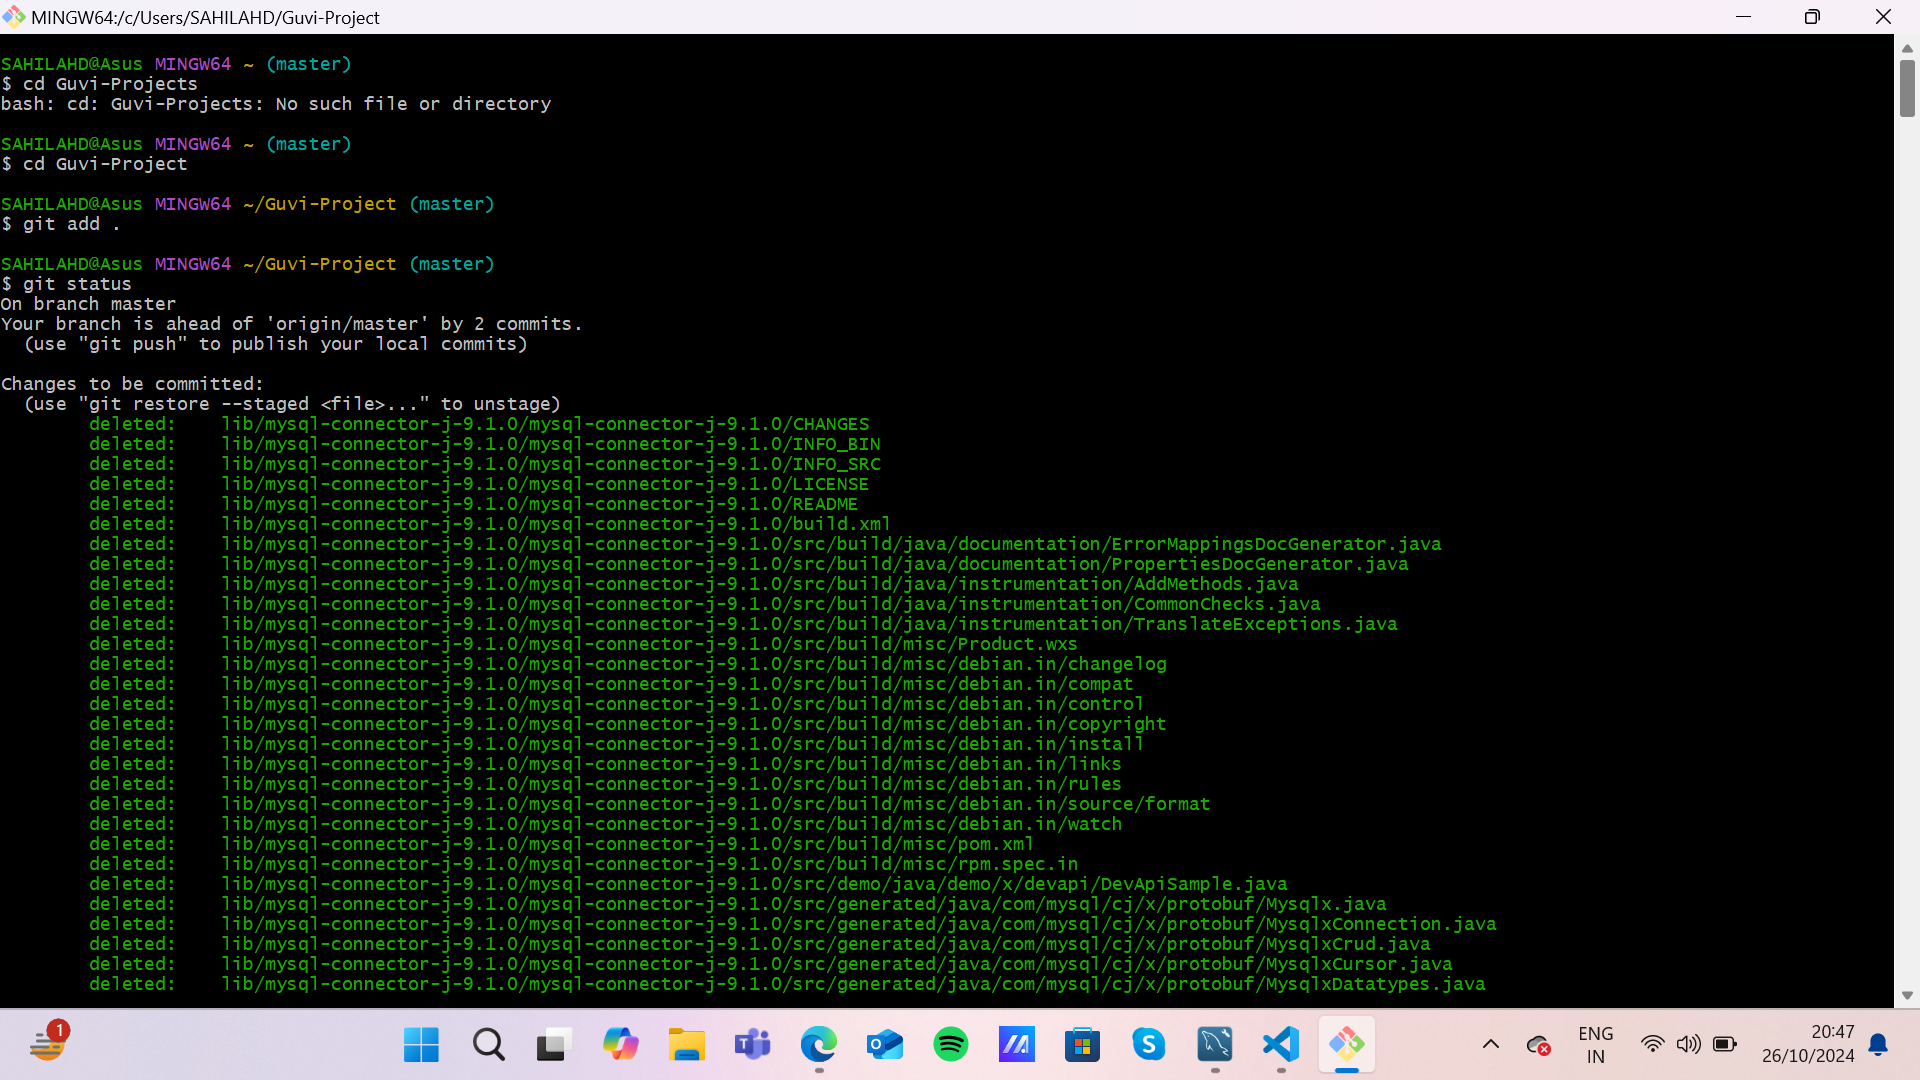 MINGW64:/c/Users/SAHILAHD/Guvi-Project
SAHILAHD@Asus MINGW64 ~ (master)
$ cd Guvi-Projects
bash: cd: Guvi-Projects: No such file or directory
SAHILAHD@Asus MINGW64 ~ (master)
$ cd Guvi-Project
SAHILAHD@Asus MINGW64 ~/Guvi-Project (master)
$ git add .
SAHILAHD@Asus MINGW64 ~/Guvi-Project (master)
$ git status
On branch master
Your branch is ahead of 'origin/master' by 2 commits.
(use "git push" to publish your local commits)
Changes to be committed:
(use "git restore --staged <file>..." to unstage)
deleted: lib/mysql-connector-j-9.1.0/mysql-connector-j-9.1.0/CHANGES
deleted: lib/mysql-connector-j-9.1.0/mysql-connector-j-9.1.0/INFO_BIN
deleted: lib/mysql-connector-j-9.1.0/mysql-connector-j-9.1.0/INFO_SRC
deleted: lib/mysql-connector-j-9.1.0/mysql-connector-j-9.1.0/LICENSE
deleted: lib/mysql-connector-j-9.1.0/mysql-connector-j-9.1.0/README
deleted: lib/mysql-connector-j-9.1.0/mysql-connector-j-9.1.0/build.xml
deleted: lib/mysql-connector-j-9.1.0/mysql-connector-j-9.1.0/src/build/java/documentation/ErrorMappingsDocGenerator.java
deleted: lib/mysql-connector-j-9.1.0/mysql-connector-j-9.1.0/src/build/java/documentation/PropertiesDocGenerator.java
deleted: lib/mysql-connector-j-9.1.0/mysql-connector-j-9.1.0/src/build/java/instrumentation/AddMethods.java
deleted: lib/mysql-connector-j-9.1.0/mysql-connector-j-9.1.0/src/build/java/instrumentation/CommonChecks.java
deleted: lib/mysql-connector-j-9.1.0/mysql-connector-j-9.1.0/src/build/java/instrumentation/TranslateExceptions.java
deleted: lib/mysql-connector-j-9.1.0/mysql-connector-j-9.1.0/src/build/misc/Product.wxs
deleted: lib/mysql-connector-j-9.1.0/mysql-connector-j-9.1.0/src/build/misc/debian.in/changelog
deleted: lib/mysql-connector-j-9.1.0/mysql-connector-j-9.1.0/src/build/misc/debian.in/compat
deleted: lib/mysql-connector-j-9.1.0/mysql-connector-j-9.1.0/src/build/misc/debian.in/control
deleted: lib/mysql-connector-j-9.1.0/mysql-connector-j-9.1.0/src/build/misc/debian.in/copyright
deleted: lib/mysql-connector-j-9.1.0/mysql-connector-j-9.1.0/src/build/misc/debian.in/install
deleted: lib/mysql-connector-j-9.1.0/mysql-connector-j-9.1.0/src/build/misc/debian.in/links
deleted: lib/mysql-connector-j-9.1.0/mysql-connector-j-9.1.0/src/build/misc/debian.in/rules
deleted: lib/mysql-connector-j-9.1.0/mysql-connector-j-9.1.0/src/build/misc/debian.in/source/format
deleted: lib/mysql-connector-j-9.1.0/mysql-connector-j-9.1.0/src/build/misc/debian.in/watch
deleted: lib/mysql-connector-j-9.1.0/mysql-connector-j-9.1.0/src/build/misc/pom.xml
deleted: lib/mysql-connector-j-9.1.0/mysql-connector-j-9.1.0/src/build/misc/rpm.spec.in
deleted: lib/mysql-connector-j-9.1.0/mysql-connector-j-9.1.0/src/demo/java/demo/x/devapi/DevApiSample.java
deleted: lib/mysql-connector-j-9.1.0/mysql-connector-j-9.1.0/src/generated/java/com/mysql/cj/x/protobuf/Mysqlx.java
deleted: lib/mysql-connector-j-9.1.0/mysql-connector-j-9.1.0/src/generated/java/com/mysql/cj/x/protobuf/MysqlxConnection.java
deleted: lib/mysql-connector-j-9.1.0/mysql-connector-j-9.1.0/src/generated/java/com/mysql/cj/x/protobuf/MysqlxCrud.java
deleted: lib/mysql-connector-j-9.1.0/mysql-connector-j-9.1.0/src/generated/java/com/mysql/cj/x/protobuf/MysqlxCursor.java
deleted: lib/mysql-connector-j-9.1.0/mysql-connector-j-9.1.0/src/generated/java/com/mysql/cj/x/protobuf/MysqlxDatatypes.java
1
ENG
IN
20:47
26/10/2024